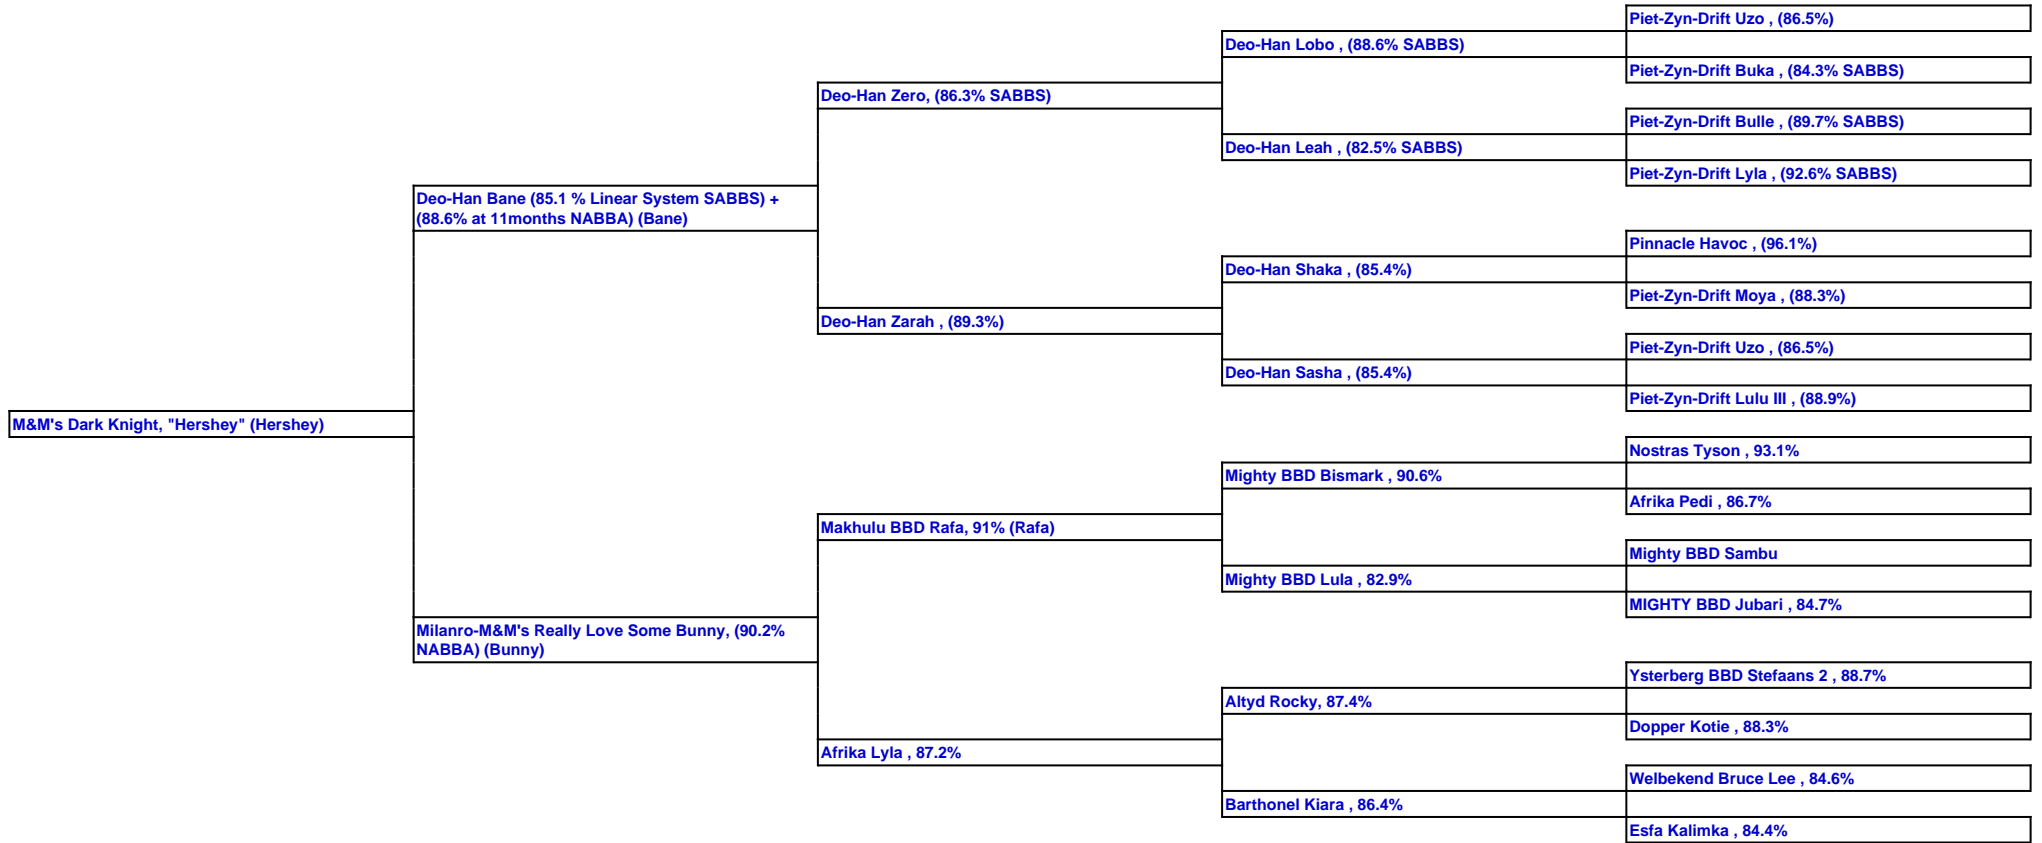 Piet-Zyn-Drift Uzo , (86.5%)
Deo-Han Lobo , (88.6% SABBS)
Piet-Zyn-Drift Buka , (84.3% SABBS)
Deo-Han Zero, (86.3% SABBS)
Piet-Zyn-Drift Bulle , (89.7% SABBS)
Deo-Han Leah , (82.5% SABBS)
Piet-Zyn-Drift Lyla , (92.6% SABBS)
Deo-Han Bane (85.1 % Linear System SABBS) +
(88.6% at 11months NABBA) (Bane)
Pinnacle Havoc , (96.1%)
Deo-Han Shaka , (85.4%)
Piet-Zyn-Drift Moya , (88.3%)
Deo-Han Zarah , (89.3%)
Piet-Zyn-Drift Uzo , (86.5%)
Deo-Han Sasha , (85.4%)
Piet-Zyn-Drift Lulu III , (88.9%)
M&M's Dark Knight, "Hershey" (Hershey)
Nostras Tyson , 93.1%
Mighty BBD Bismark , 90.6%
Afrika Pedi , 86.7%
Makhulu BBD Rafa, 91% (Rafa)
Mighty BBD Sambu
Mighty BBD Lula , 82.9%
MIGHTY BBD Jubari , 84.7%
Milanro-M&M's Really Love Some Bunny, (90.2%
NABBA) (Bunny)
Ysterberg BBD Stefaans 2 , 88.7%
Altyd Rocky, 87.4%
Dopper Kotie , 88.3%
Afrika Lyla , 87.2%
Welbekend Bruce Lee , 84.6%
Barthonel Kiara , 86.4%
Esfa Kalimka , 84.4%